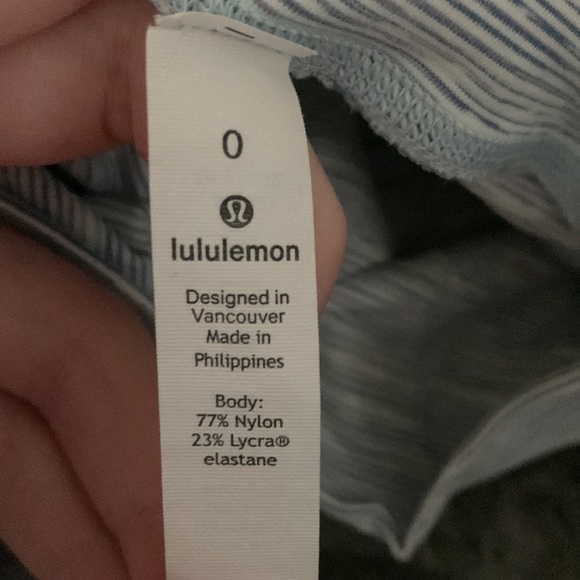 0
lululemon
Designed in
Vancouver
Made in
Philippines
Body:
77% Nylon
23% Lycra®
elastane